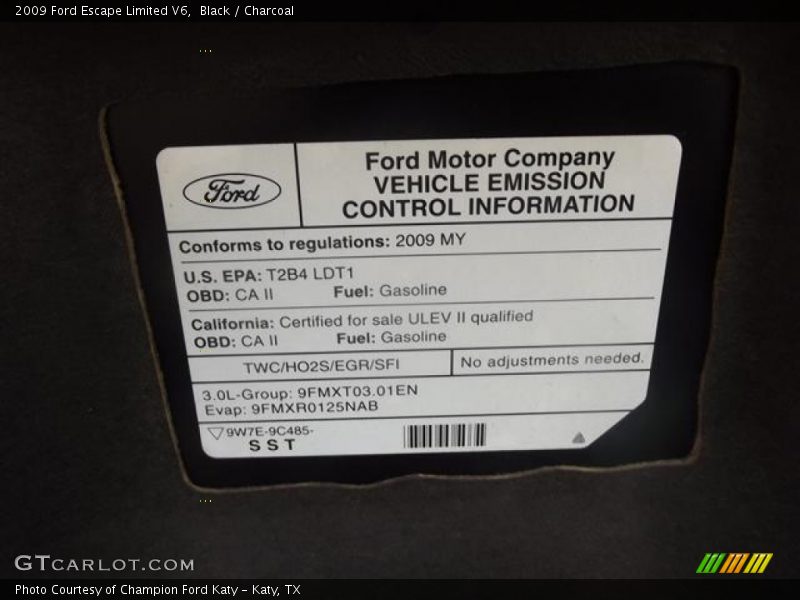 2009 Ford Escape Limited V6, Black / Charcoal
Ford
Ford Motor Company
VEHICLE EMISSION
CONTROL INFORMATION
Conforms to regulations: 2009 MY
U.S. EPA: T2B4 LDT1
OBD: CA II Fuel: Gasoline
California: Certified for sale ULEV II qualified
OBD: CA II Fuel: Gasoline
TWC/HO2S/EGR/SFI No adjustments needed.
3.0L-Group: 9FMXT03.01EN
Evap: 9FMXR0125NAB
9W7E-9C485-
SST
GTCARLOT.COM
Photo Courtesy of Champion Ford Katy - Katy, TX